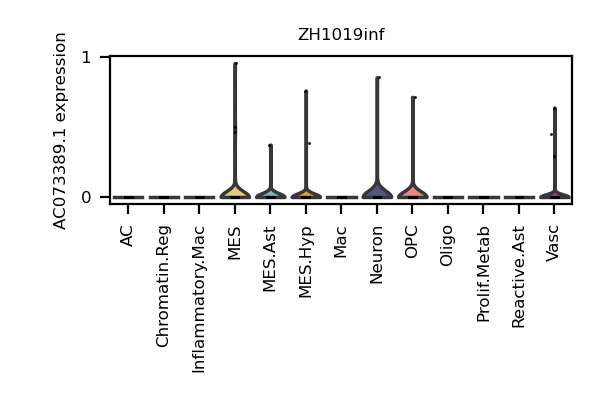 ZH1019inf
AC073389.1 expression
1
0
AC
Chromatin.Reg
Inflammatory.Mac
MES
MES.Ast
MES.Hyp
Mac
Neuron
OPC
Oligo
Prolif.Metab
Reactive.Ast
Vasc